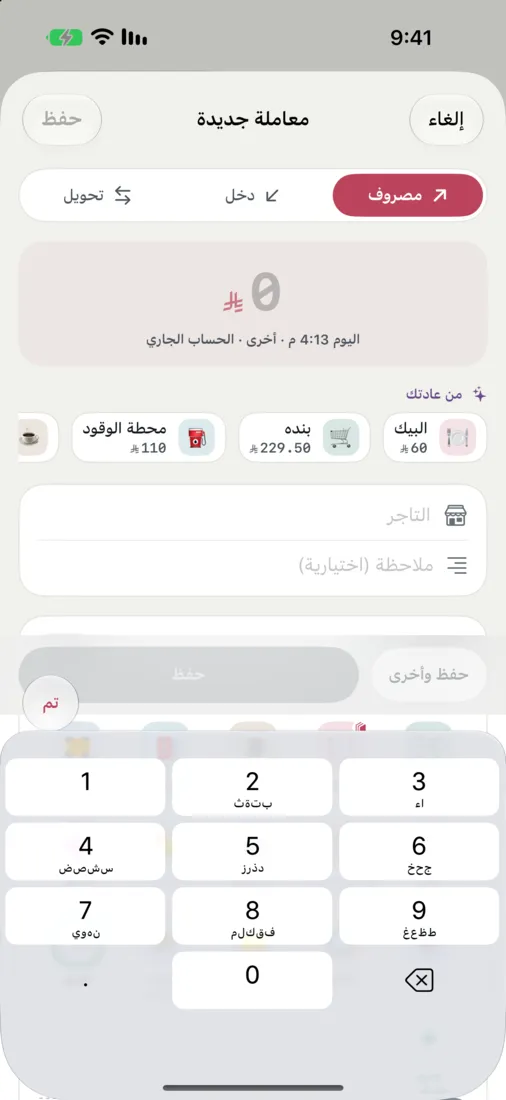 9:41
إلغاء
معاملة جديدة
حفظ
مصروف
دخل
تحويل
0
اليوم 4:13 م · أخرى · الحساب الجاري
من عادتك
البيك
60
بنده
229.50
محطة الوقود
110
التاجر
ملاحظة (اختيارية)
حفظ وأخرى
حفظ
تم
1
2
ب‌ت‌ة‌ث
3
اء
4
س‌ش‌ص‌ض
5
دذرز
6
ج‌ح‌خ
7
ن‌ه‌و‌ي
8
ف‌ق‌ك‌ل‌م
9
ط‌ظ‌ع‌غ
.
0